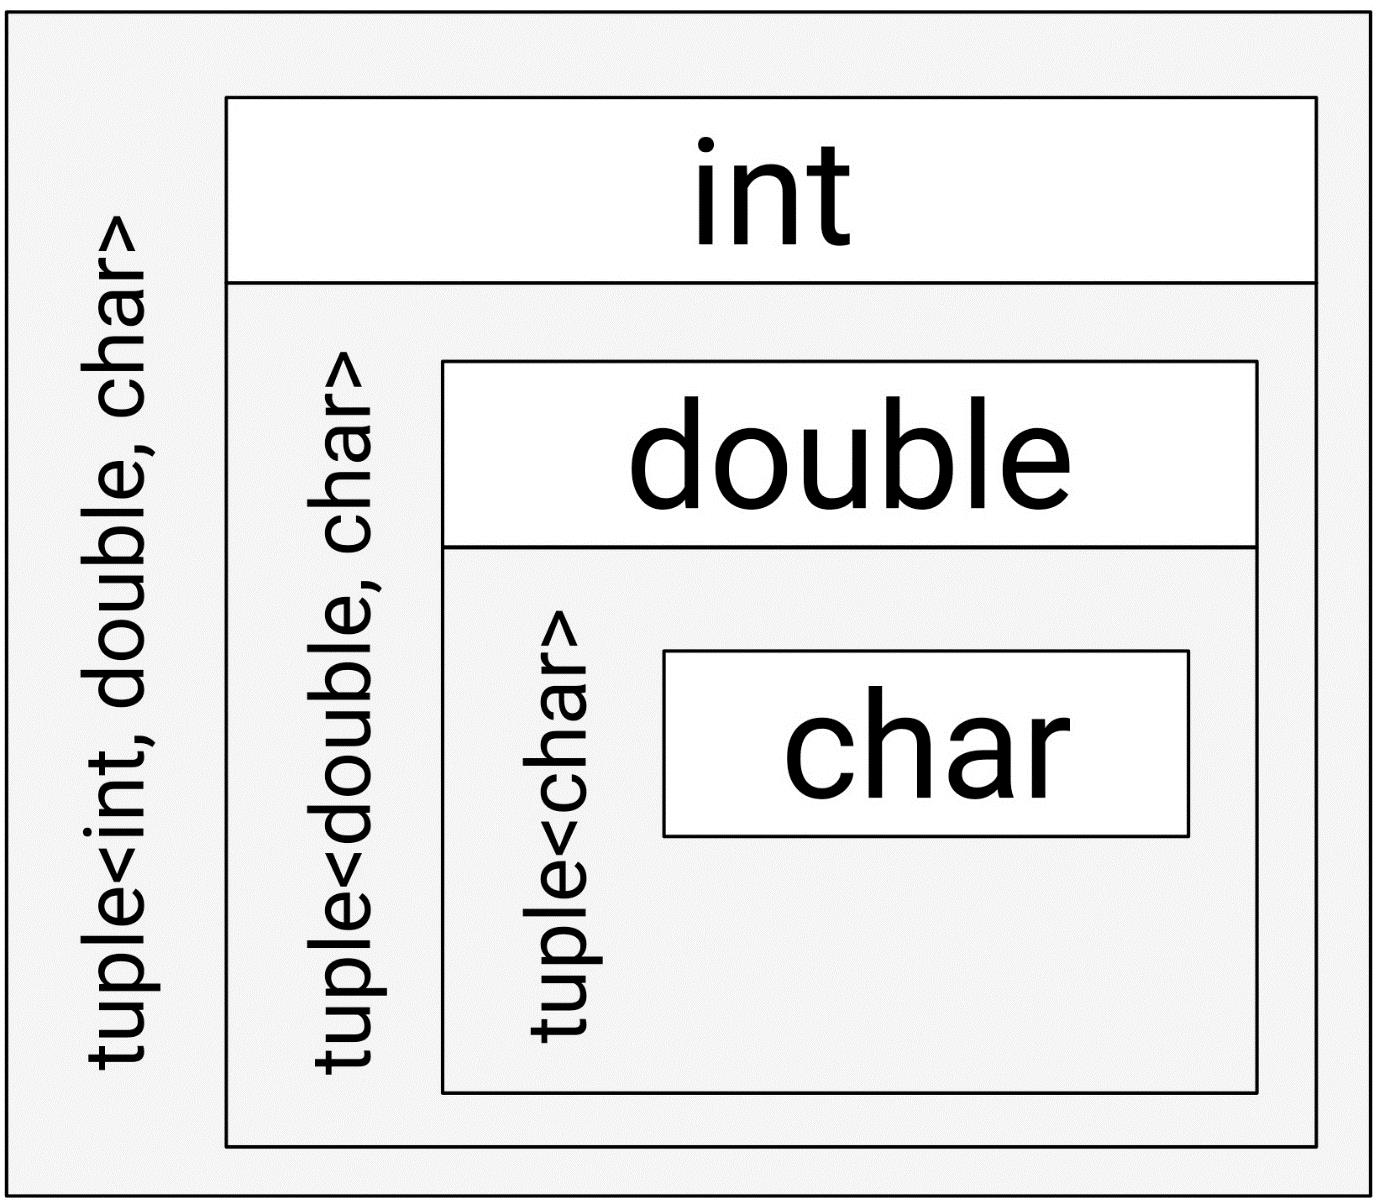 tuple<int, double, char>
int
tuple<double, char>
double
tuple<char>
char